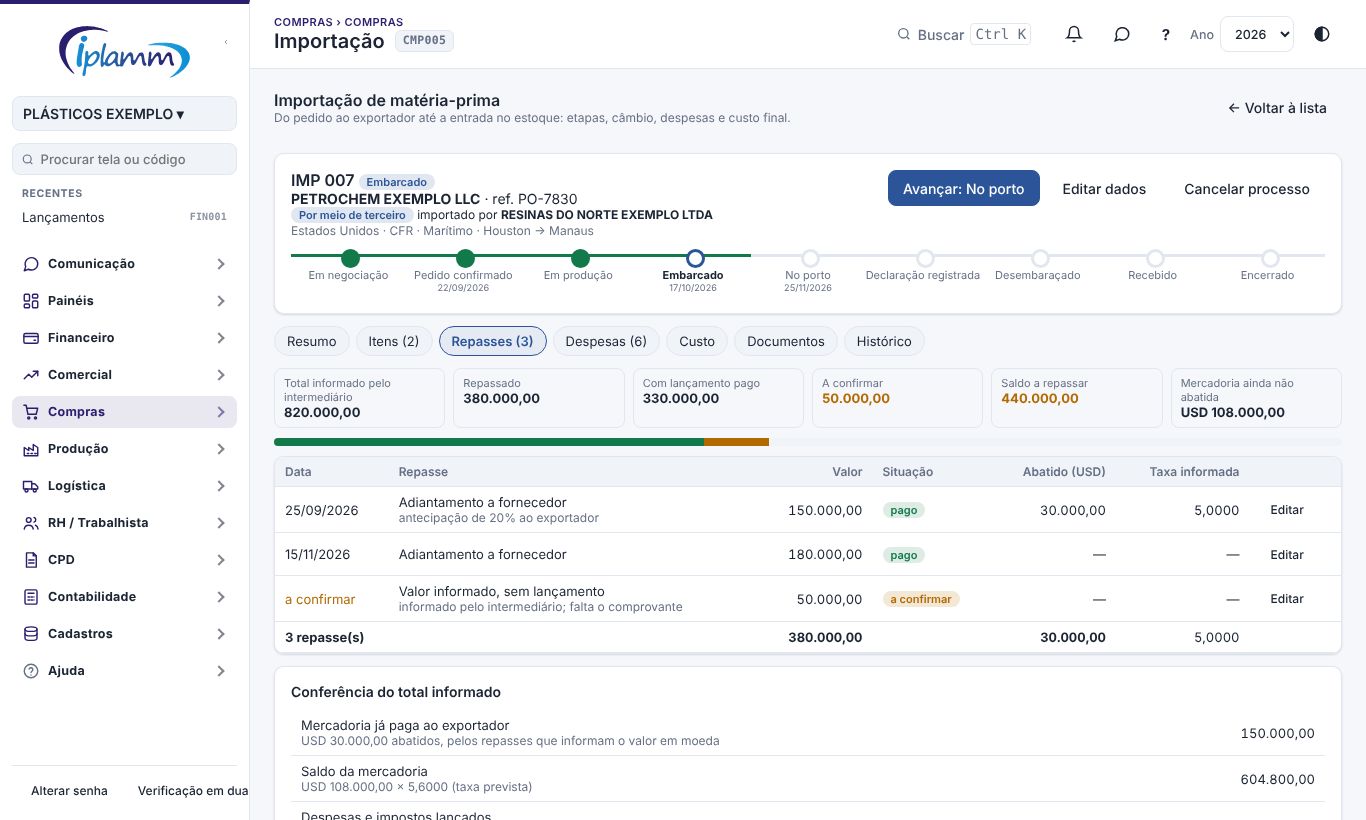 iplamm
PLÁSTICOS EXEMPLO ▾
Procurar tela ou código
RECENTES
Lançamentos FIN001
Comunicação
Painéis
Financeiro
Comercial
Compras
Produção
Logística
RH / Trabalhista
CPD
Contabilidade
Cadastros
Ajuda
Alterar senha Verificação em dua
COMPRAS › COMPRAS
Importação CMP005
Buscar Ctrl K
? Ano 2026
Importação de matéria-prima
Do pedido ao exportador até a entrada no estoque: etapas, câmbio, despesas e custo final.
← Voltar à lista
IMP 007 Embarcado
PETROCHEM EXEMPLO LLC · ref. PO-7830
Por meio de terceiro importado por RESINAS DO NORTE EXEMPLO LTDA
Estados Unidos · CFR · Marítimo · Houston → Manaus
Avançar: No porto Editar dados Cancelar processo
Em negociação Pedido confirmado Em produção Embarcado No porto Declaração registrada Desembaraçado Recebido Encerrado
22/09/2026 17/10/2026 25/11/2026
Resumo Itens (2) Repasses (3) Despesas (6) Custo Documentos Histórico
Total informado pelo intermediário
820.000,00
Repassado
380.000,00
Com lançamento pago
330.000,00
A confirmar
50.000,00
Saldo a repassar
440.000,00
Mercadoria ainda não abatida
USD 108.000,00
Data Repasse Valor Situação Abatido (USD) Taxa informada
25/09/2026 Adiantamento a fornecedor 150.000,00 pago 30.000,00 5,0000 Editar
antecipação de 20% ao exportador
15/11/2026 Adiantamento a fornecedor 180.000,00 pago — — Editar
a confirmar Valor informado, sem lançamento 50.000,00 a confirmar — — Editar
informado pelo intermediário; falta o comprovante
3 repasse(s) 380.000,00 30.000,00 5,0000
Conferência do total informado
Mercadoria já paga ao exportador 150.000,00
USD 30.000,00 abatidos, pelos repasses que informam o valor em moeda
Saldo da mercadoria 604.800,00
USD 108.000,00 × 5,6000 (taxa prevista)
Despesas e impostos lançados